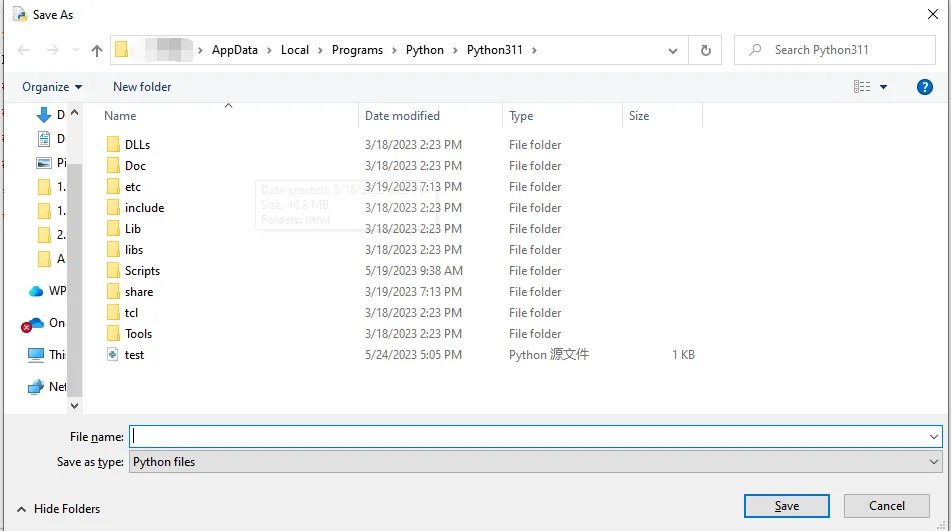 Save As
AppData › Local › Programs › Python › Python311 ›
Search Python311
Organize New folder
Name Date modified Type Size
D
D
Pi
1.
1.
2.
A
WP
On
This
Net
DLLs 3/18/2023 2:23 PM File folder
Doc 3/18/2023 2:23 PM File folder
etc 3/19/2023 7:13 PM File folder
include 3/18/2023 2:23 PM File folder
Lib 3/18/2023 2:23 PM File folder
libs 3/18/2023 2:23 PM File folder
Scripts 5/19/2023 9:38 AM File folder
share 3/19/2023 7:13 PM File folder
tcl 3/18/2023 2:23 PM File folder
Tools 3/18/2023 2:23 PM File folder
test 5/24/2023 5:05 PM Python 源文件 1 KB
Date created: 3/18/
Size: 46.8 MB
Folders: html
File name:
Save as type: Python files
Hide Folders
Save Cancel